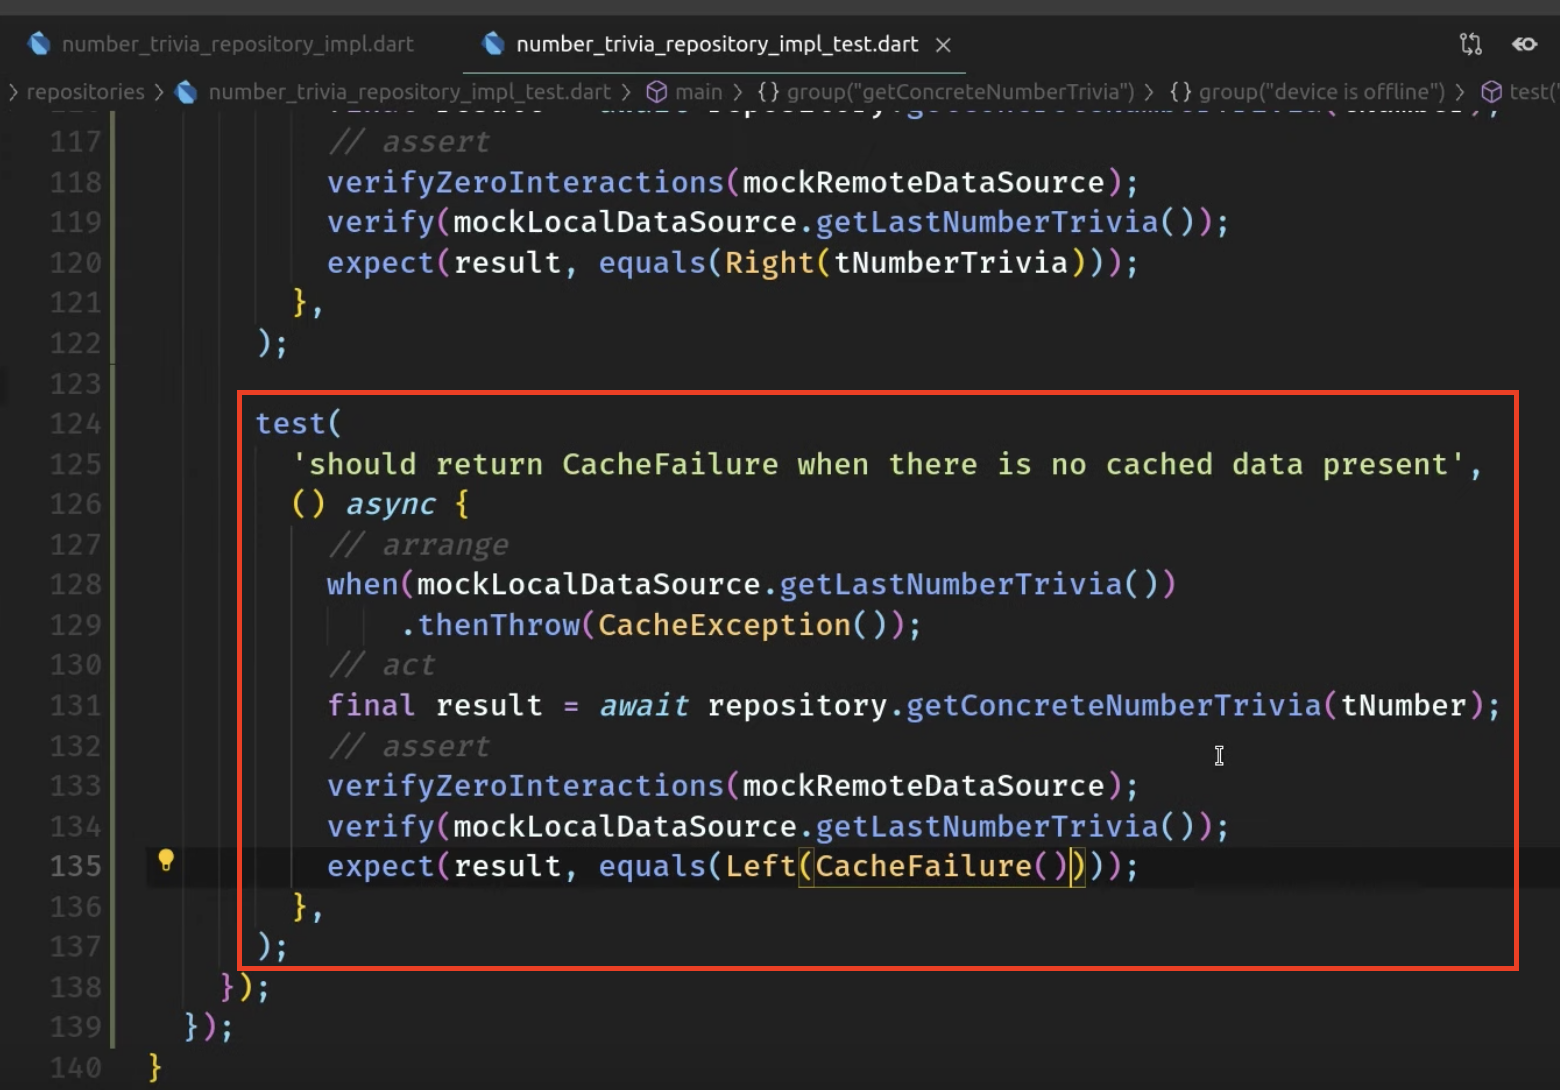 number_trivia_repository_impl.dart
number_trivia_repository_impl_test.dart
repositories > number_trivia_repository_impl_test.dart > main > {} group("getConcreteNumberTrivia") > {} group("device is offline") > test('
117 // assert
118 verifyZeroInteractions(mockRemoteDataSource);
119 verify(mockLocalDataSource.getLastNumberTrivia());
120 expect(result, equals(Right(tNumberTrivia)));
121 },
122 );
123
124 test(
125 'should return CacheFailure when there is no cached data present',
126 () async {
127 // arrange
128 when(mockLocalDataSource.getLastNumberTrivia())
129 .thenThrow(CacheException());
130 // act
131 final result = await repository.getConcreteNumberTrivia(tNumber);
132 // assert
133 verifyZeroInteractions(mockRemoteDataSource);
134 verify(mockLocalDataSource.getLastNumberTrivia());
135 expect(result, equals(Left(CacheFailure())));
136 },
137 );
138 });
139 });
140 }